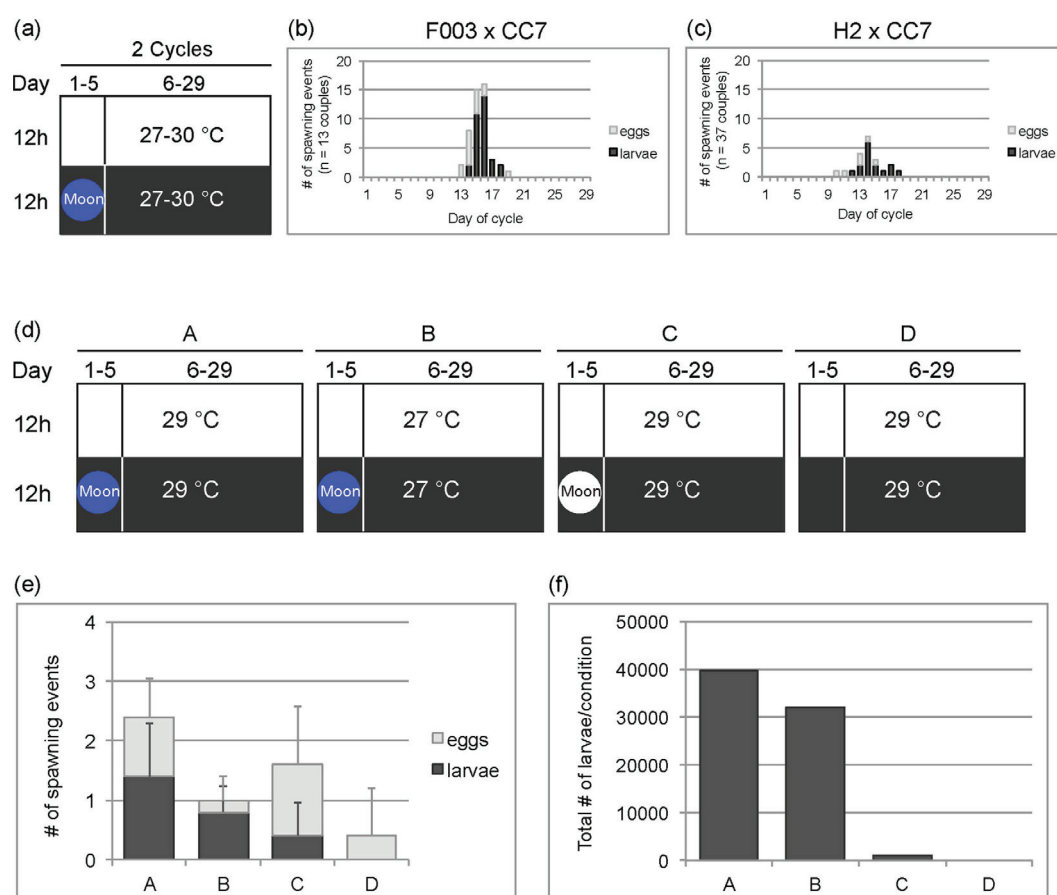 (a)
2 Cycles
Day 1-5 6-29
12h 27-30 °C
12h Moon 27-30 °C
(b) F003 x CC7
# of spawning events
(n = 13 couples)
20
15
10
5
0
1 5 9 13 17 21 25 29
Day of cycle
eggs
larvae
(c) H2 x CC7
# of spawning events
(n = 37 couples)
20
15
10
5
0
1 5 9 13 17 21 25 29
Day of cycle
eggs
larvae
(d)
A B C D
Day 1-5 6-29 1-5 6-29 1-5 6-29 1-5 6-29
12h 29 °C 27 °C 29 °C 29 °C
12h Moon 29 °C Moon 27 °C Moon 29 °C 29 °C
(e)
# of spawning events
4
3
2
1
0
A B C D
eggs
larvae
(f)
Total # of larvae/condition
50000
40000
30000
20000
10000
0
A B C D